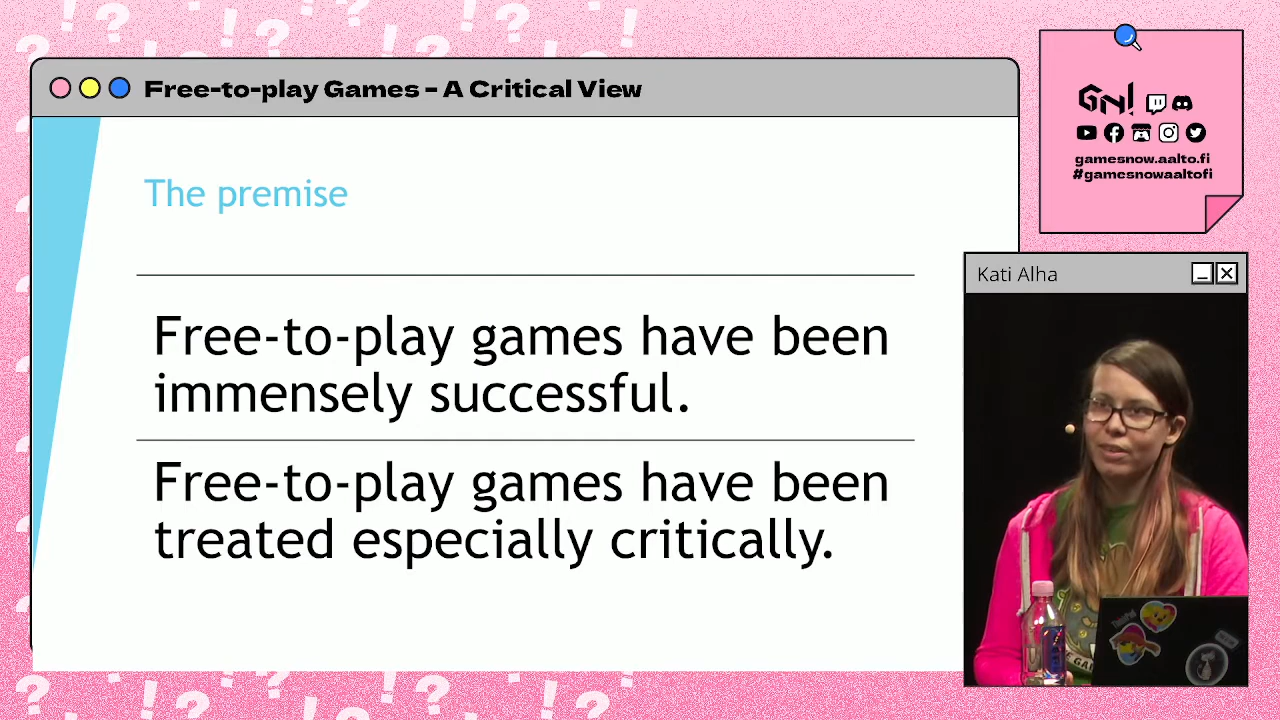 Free-to-play Games – A Critical View
GN!
gamesnow.aalto.fi
#gamesnowaaltofi
The premise
Kati Alha
Free-to-play games have been
immensely successful.
Free-to-play games have been
treated especially critically.